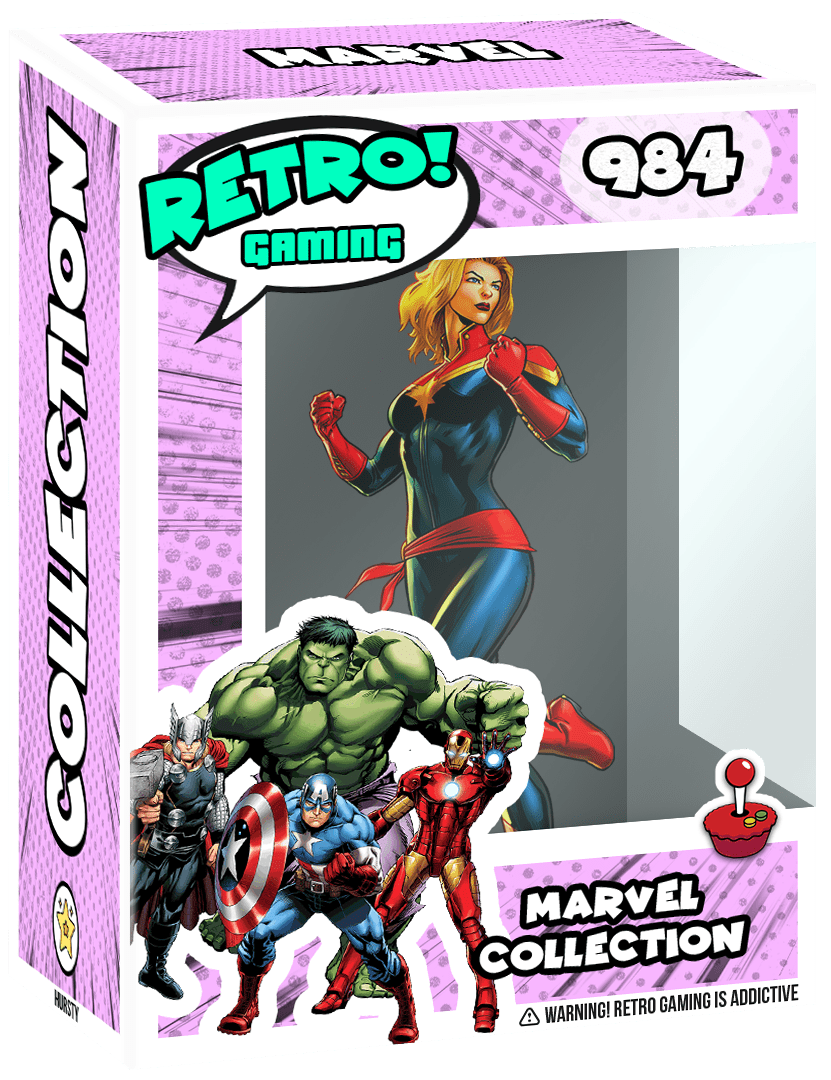 MARVEL
RETRO!
GAMING
984
COLLECTION
MARVEL
COLLECTION
WARNING! RETRO GAMING IS ADDICTIVE
HURSTY